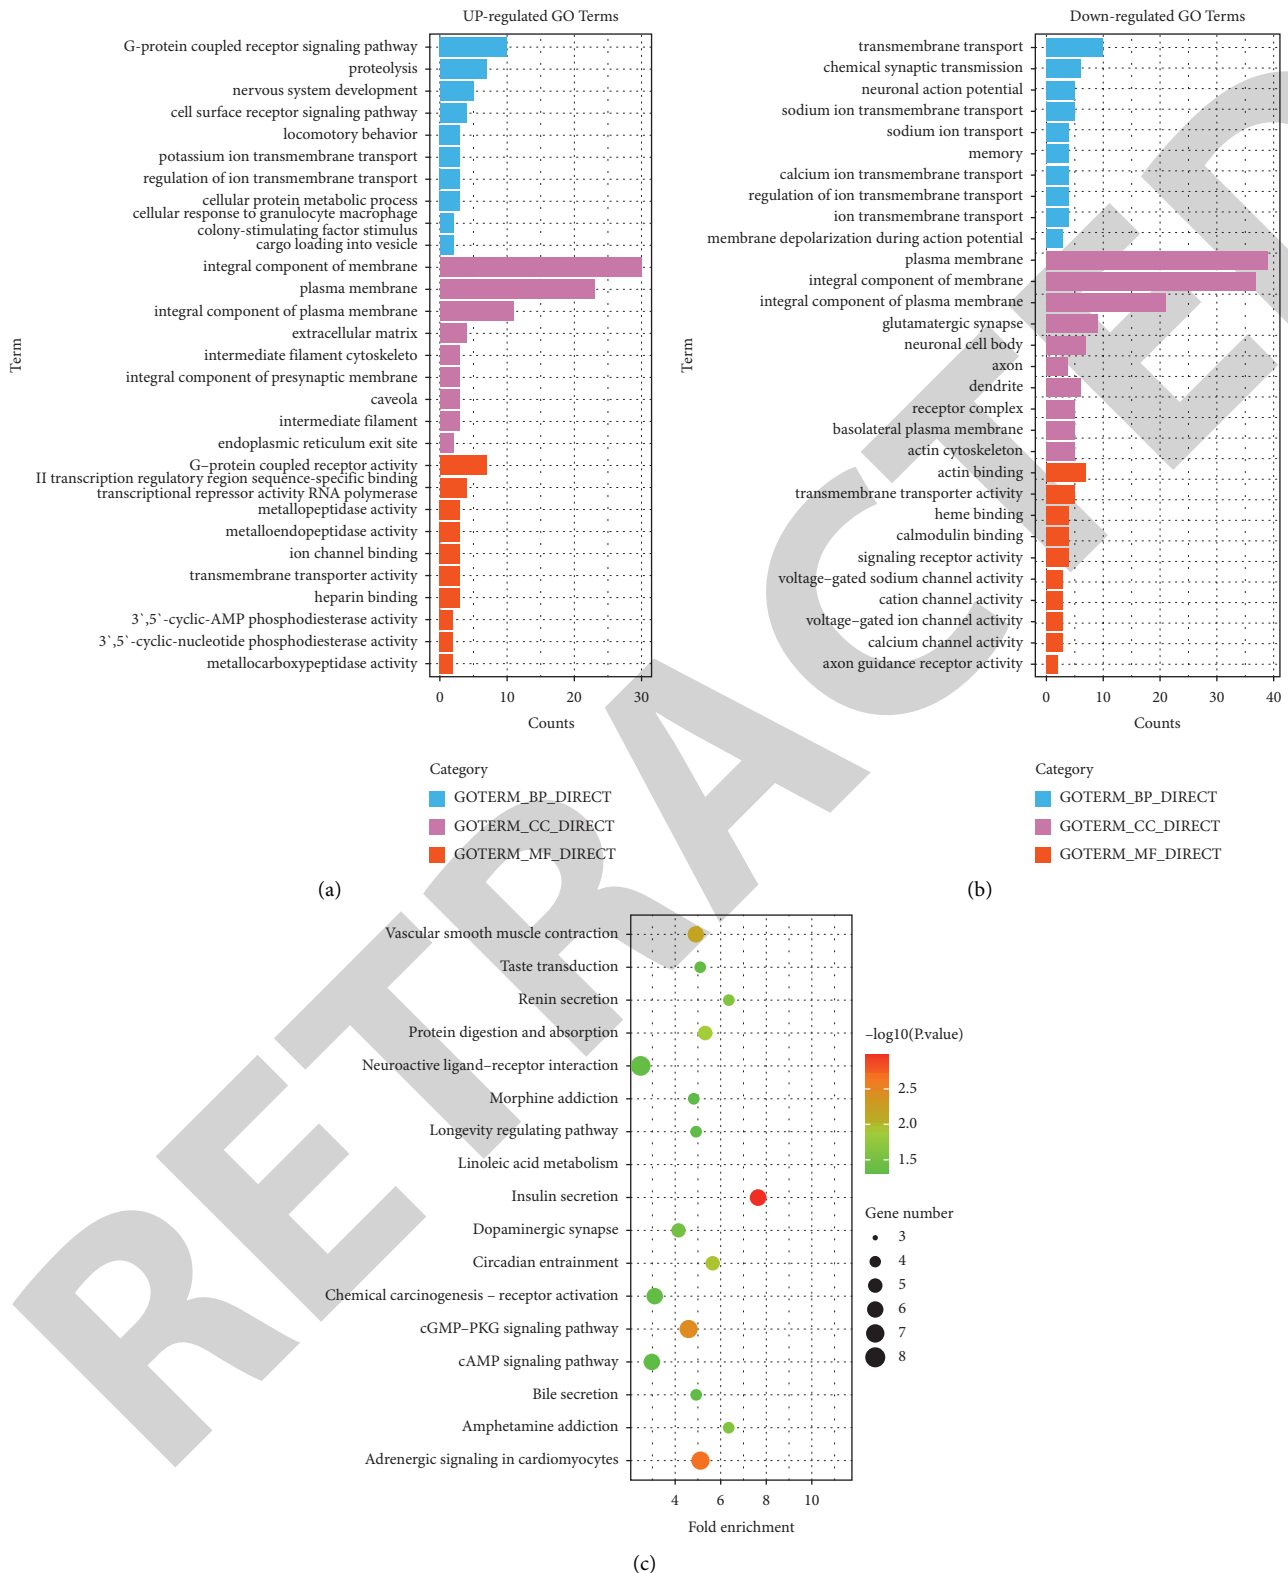 UP-regulated GO Terms
G-protein coupled receptor signaling pathway
proteolysis
nervous system development
cell surface receptor signaling pathway
locomotory behavior
potassium ion transmembrane transport
regulation of ion transmembrane transport
cellular protein metabolic process
cellular response to granulocyte macrophage
colony-stimulating factor stimulus
cargo loading into vesicle
integral component of membrane
plasma membrane
integral component of plasma membrane
extracellular matrix
intermediate filament cytoskeleto
integral component of presynaptic membrane
caveola
intermediate filament
endoplasmic reticulum exit site
G–protein coupled receptor activity
II transcription regulatory region sequence-specific binding
transcriptional repressor activity RNA polymerase
metallopeptidase activity
metalloendopeptidase activity
ion channel binding
transmembrane transporter activity
heparin binding
3`,5`-cyclic-AMP phosphodiesterase activity
3`,5`-cyclic-nucleotide phosphodiesterase activity
metallocarboxypeptidase activity
Term
0 10 20 30
Counts
Category
GOTERM_BP_DIRECT
GOTERM_CC_DIRECT
GOTERM_MF_DIRECT
(a)
Down-regulated GO Terms
transmembrane transport
chemical synaptic transmission
neuronal action potential
sodium ion transmembrane transport
sodium ion transport
memory
calcium ion transmembrane transport
regulation of ion transmembrane transport
ion transmembrane transport
membrane depolarization during action potential
plasma membrane
integral component of membrane
integral component of plasma membrane
glutamatergic synapse
neuronal cell body
axon
dendrite
receptor complex
basolateral plasma membrane
actin cytoskeleton
actin binding
transmembrane transporter activity
heme binding
calmodulin binding
signaling receptor activity
voltage–gated sodium channel activity
cation channel activity
voltage–gated ion channel activity
calcium channel activity
axon guidance receptor activity
Term
0 10 20 30 40
Counts
Category
GOTERM_BP_DIRECT
GOTERM_CC_DIRECT
GOTERM_MF_DIRECT
(b)
Vascular smooth muscle contraction
Taste transduction
Renin secretion
Protein digestion and absorption
Neuroactive ligand–receptor interaction
Morphine addiction
Longevity regulating pathway
Linoleic acid metabolism
Insulin secretion
Dopaminergic synapse
Circadian entrainment
Chemical carcinogenesis – receptor activation
cGMP–PKG signaling pathway
cAMP signaling pathway
Bile secretion
Amphetamine addiction
Adrenergic signaling in cardiomyocytes
4 6 8 10
Fold enrichment
–log10(P.value)
2.5
2.0
1.5
Gene number
3
4
5
6
7
8
(c)
RETRACTED